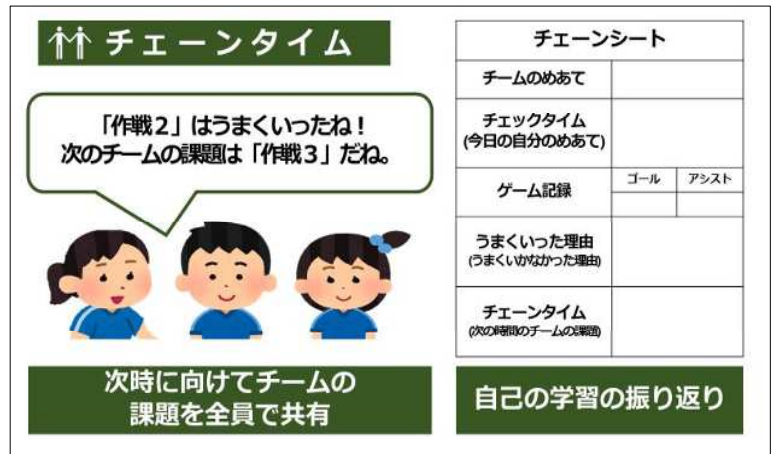 チェーンタイム
「作戦2」はうまくいったね！
次のチームの課題は「作戦3」だね。
次時に向けてチームの
課題を全員で共有
チェーンシート
チームのめあて
チェックタイム
(今日の自分のめあて)
ゲーム記録
ゴール
アシスト
うまくいった理由
(うまくいかなかった理由)
チェーンタイム
(次の時間のチームの課題)
自己の学習の振り返り